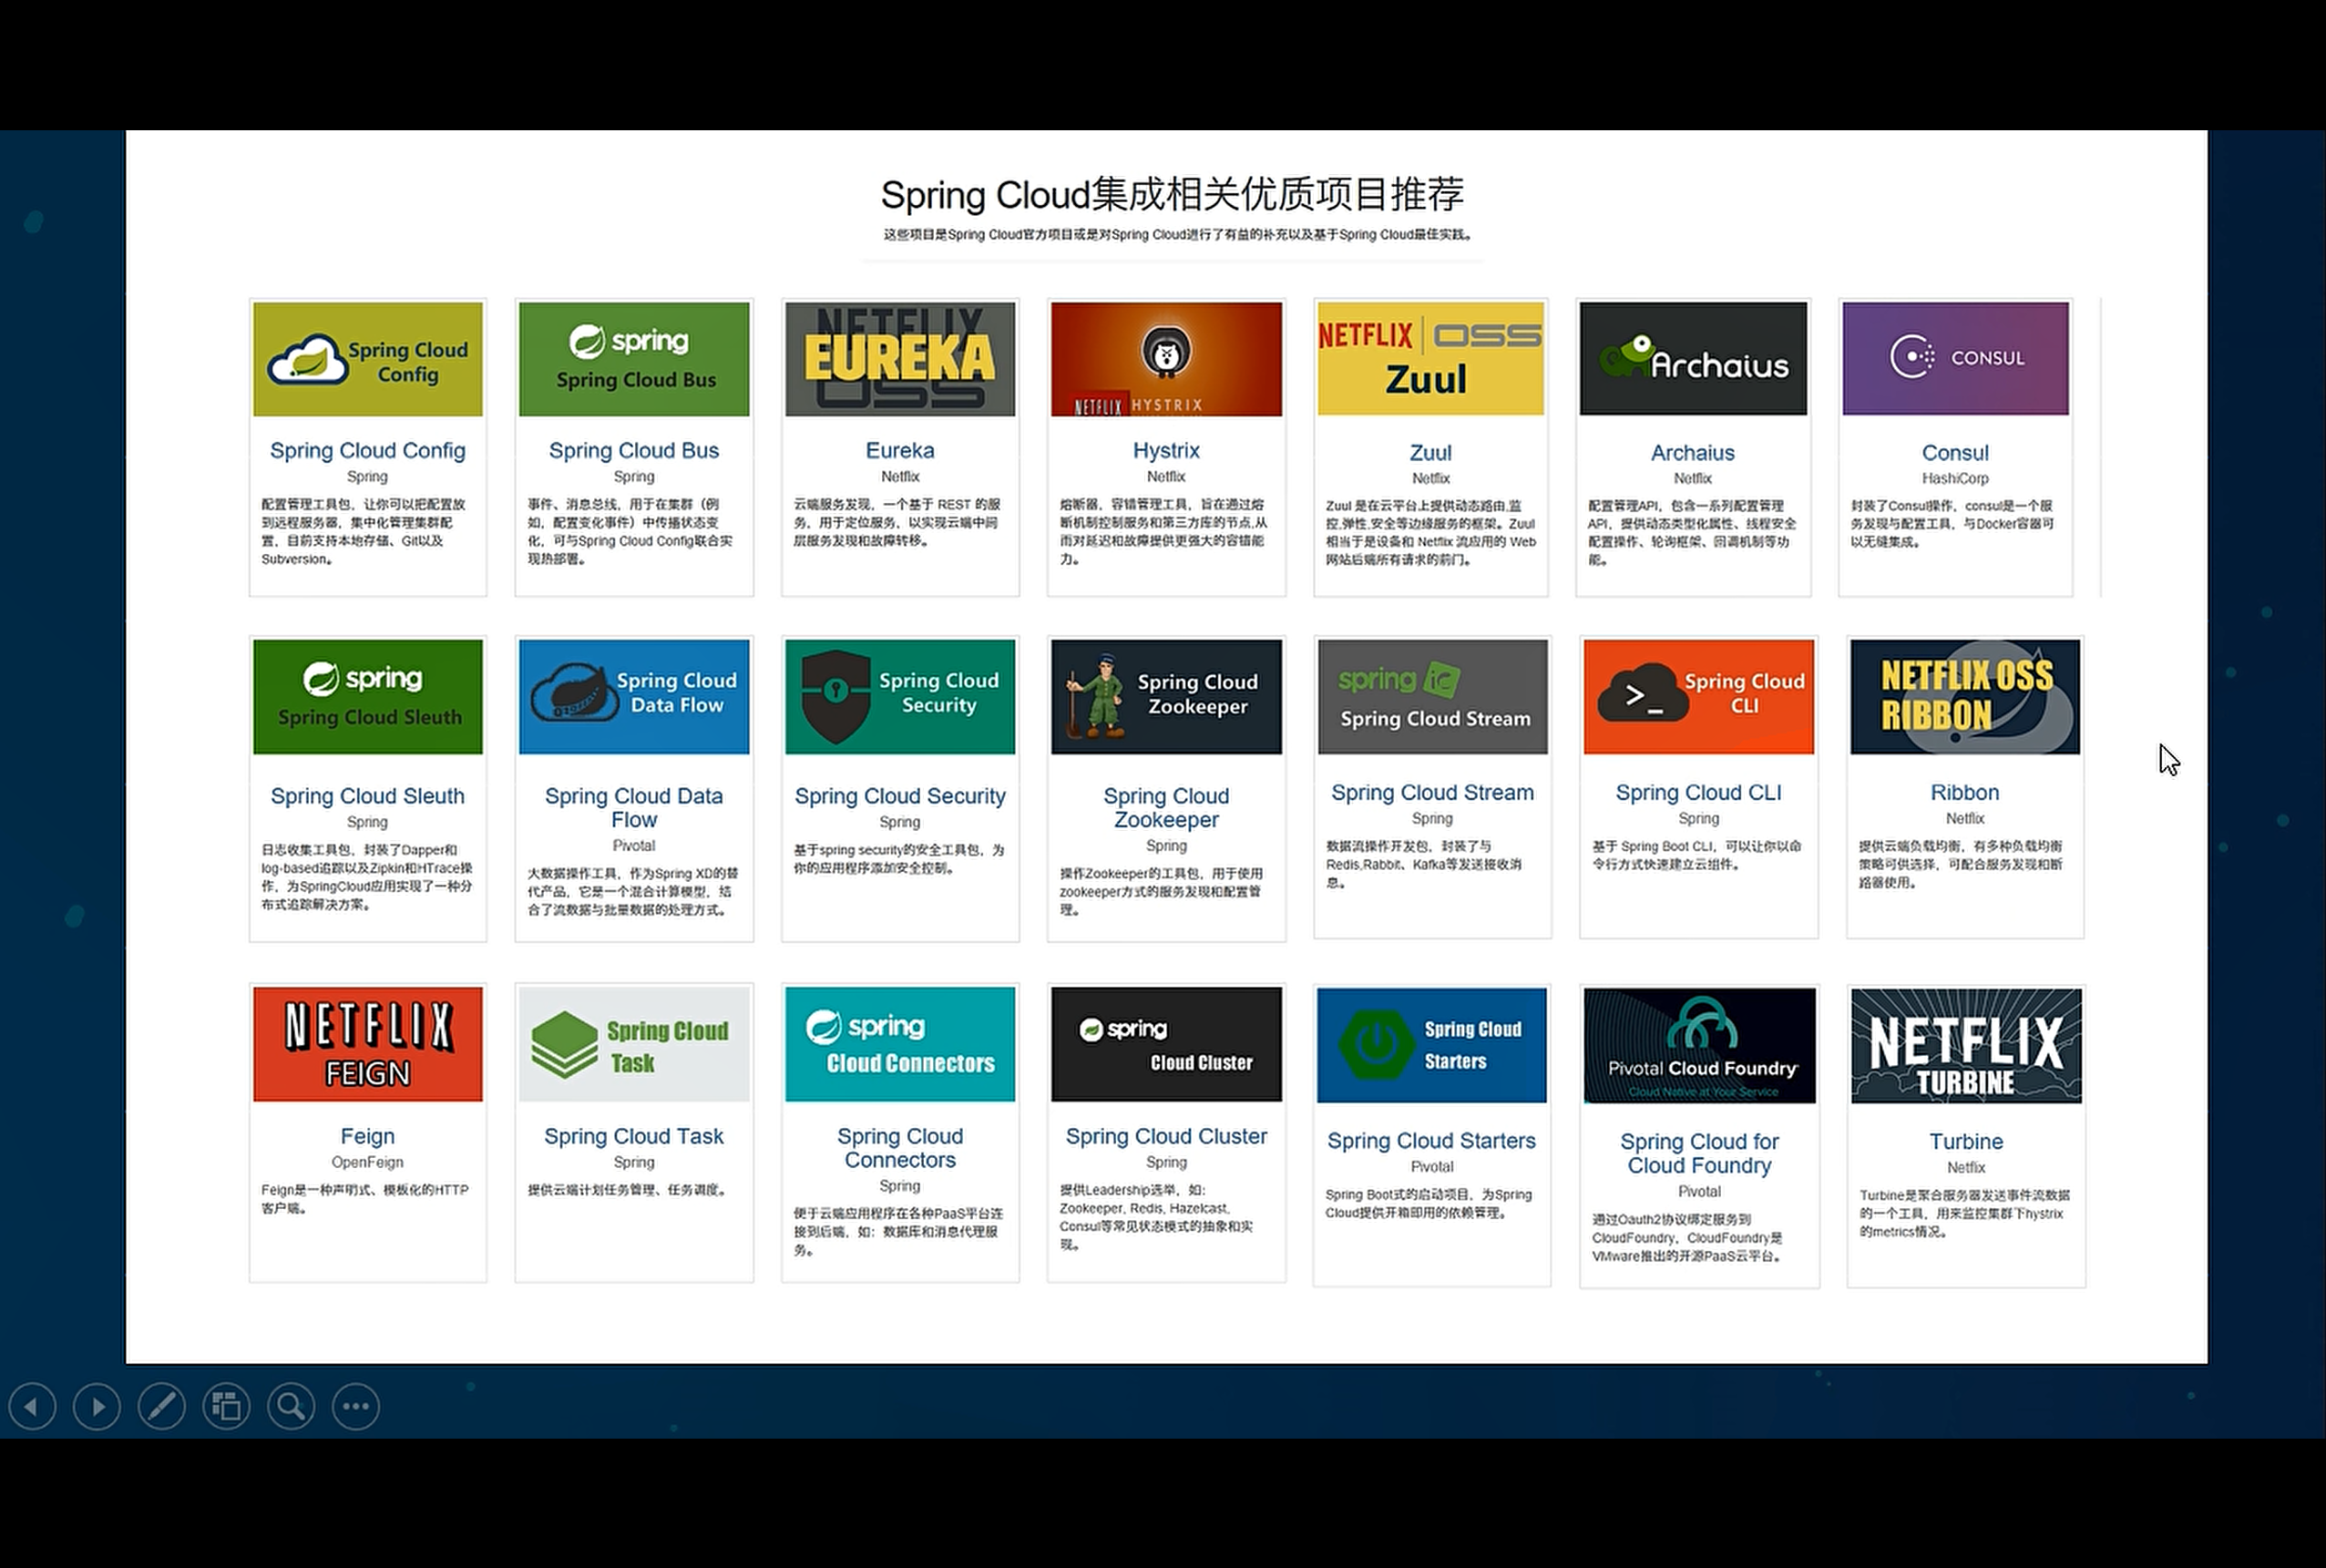 Spring Cloud集成相关优质项目推荐
这些项目是Spring Cloud官方项目或是对Spring Cloud进行了有益的补充以及基于Spring Cloud最佳实践。
Spring Cloud
Config
Spring Cloud Config
Spring
配置管理工具包，让你可以把配置放
到远程服务器，集中化管理集群配
置，目前支持本地存储、Git以及
Subversion。
spring
Spring Cloud Bus
Spring Cloud Bus
Spring
事件、消息总线，用于在集群（例
如，配置变化事件）中传播状态变
化，可与Spring Cloud Config联合实
现热部署。
NETFLIX
EUREKA
OSS
Eureka
Netflix
云端服务发现，一个基于 REST 的服
务，用于定位服务，以实现云端中间
层服务发现和故障转移。
NETFLIX HYSTRIX
Hystrix
Netflix
熔断器，容错管理工具，旨在通过熔
断机制控制服务和第三方库的节点,从
而对延迟和故障提供更强大的容错能
力。
NETFLIX OSS
Zuul
Zuul
Netflix
Zuul 是在云平台上提供动态路由,监
控,弹性,安全等边缘服务的框架。Zuul
相当于是设备和 Netflix 流应用的 Web
网站后端所有请求的前门。
Archaius
Archaius
Netflix
配置管理API，包含一系列配置管理
API，提供动态类型化属性、线程安全
配置操作、轮询框架、回调机制等功
能。
CONSUL
Consul
HashiCorp
封装了Consul操作，consul是一个服
务发现与配置工具，与Docker容器可
以无缝集成。
spring
Spring Cloud Sleuth
Spring Cloud Sleuth
Spring
日志收集工具包，封装了Dapper和
log-based追踪以及Zipkin和HTrace操
作，为SpringCloud应用实现了一种分
布式追踪解决方案。
Spring Cloud
Data Flow
Spring Cloud Data
Flow
Pivotal
大数据操作工具，作为Spring XD的替
代产品，它是一个混合计算模型，结
合了流数据与批量数据的处理方式。
Spring Cloud
Security
Spring Cloud Security
Spring
基于spring security的安全工具包，为
你的应用程序添加安全控制。
Spring Cloud
Zookeeper
Spring Cloud
Zookeeper
Spring
操作Zookeeper的工具包，用于使用
zookeeper方式的服务发现和配置管
理。
spring
Spring Cloud Stream
Spring Cloud Stream
Spring
数据流操作开发包，封装了与
Redis,Rabbit、Kafka等发送接收消
息。
Spring Cloud
CLI
Spring Cloud CLI
Spring
基于 Spring Boot CLI，可以让你以命
令行方式快速建立云组件。
NETFLIX OSS
RIBBON
Ribbon
Netflix
提供云端负载均衡，有多种负载均衡
策略可供选择，可配合服务发现和断
路器使用。
NETFLIX
FEIGN
Feign
OpenFeign
Feign是一种声明式、模板化的HTTP
客户端。
Spring Cloud
Task
Spring Cloud Task
Spring
提供云端计划任务管理、任务调度。
spring
Cloud Connectors
Spring Cloud
Connectors
Spring
便于云端应用程序在各种PaaS平台连
接到后端，如：数据库和消息代理服
务。
spring
Cloud Cluster
Spring Cloud Cluster
Spring
提供Leadership选举，如：
Zookeeper, Redis, Hazelcast,
Consul等常见状态模式的抽象和实
现。
Spring Cloud
Starters
Spring Cloud Starters
Pivotal
Spring Boot式的启动项目，为Spring
Cloud提供开箱即用的依赖管理。
Pivotal Cloud Foundry
Cloud Native at Your Service
Spring Cloud for
Cloud Foundry
Pivotal
通过Oauth2协议绑定服务到
CloudFoundry，CloudFoundry是
VMware推出的开源PaaS云平台。
NETFLIX
TURBINE
Turbine
Netflix
Turbine是聚合服务器发送事件流数据
的一个工具，用来监控集群下hystrix
的metrics情况。